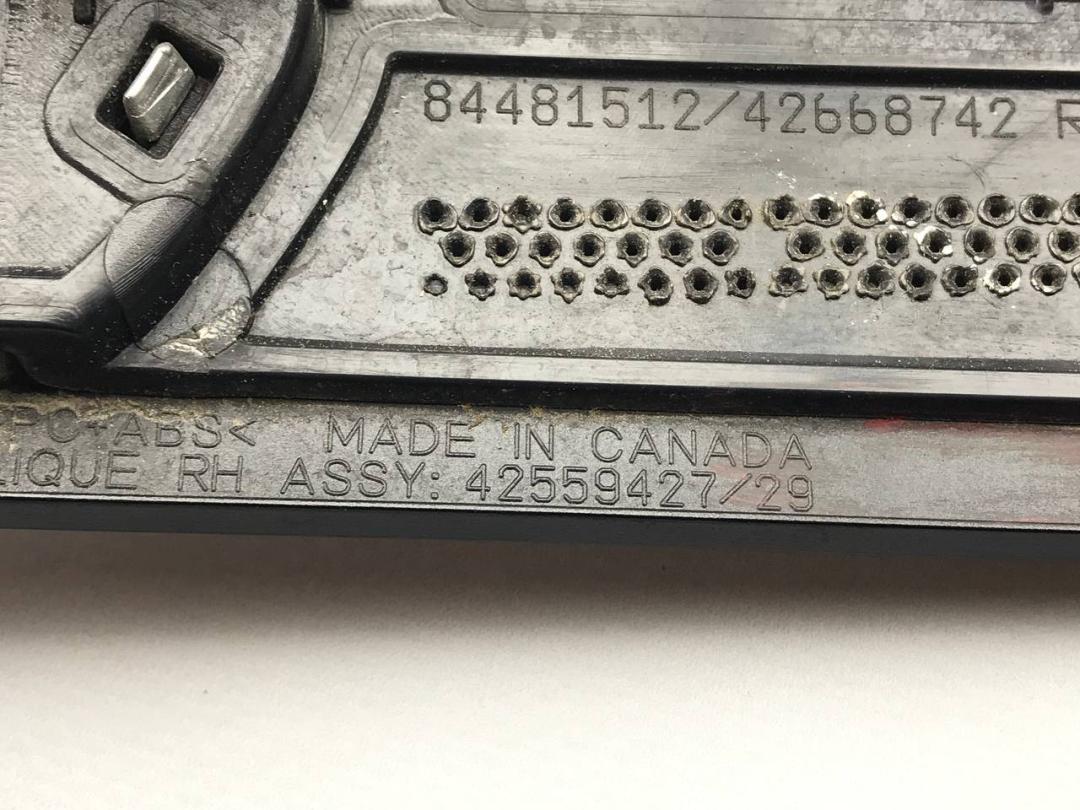 84481512/42668742 R
PC+ABS< MADE IN CANADA
LIQUE RH ASSY: 42559427/29